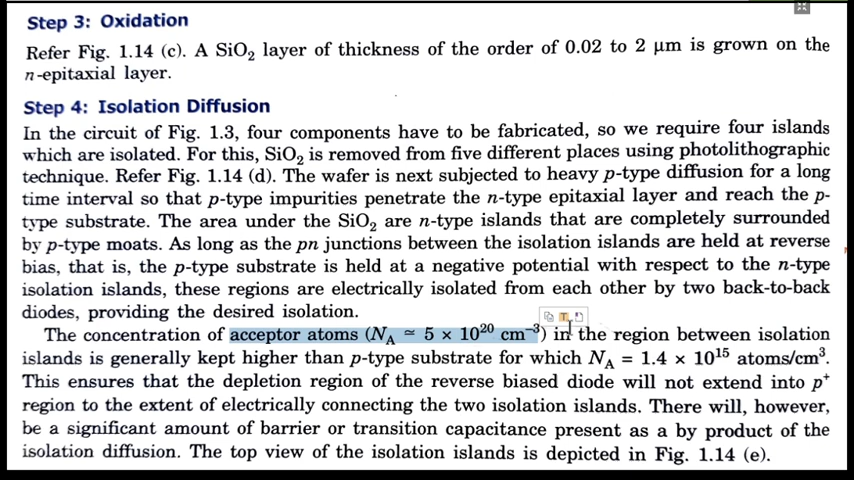 Step 3: Oxidation
Refer Fig. 1.14 (c). A SiO₂ layer of thickness of the order of 0.02 to 2 μm is grown on the
n-epitaxial layer.
Step 4: Isolation Diffusion
In the circuit of Fig. 1.3, four components have to be fabricated, so we require four islands
which are isolated. For this, SiO₂ is removed from five different places using photolithographic
technique. Refer Fig. 1.14 (d). The wafer is next subjected to heavy p-type diffusion for a long
time interval so that p-type impurities penetrate the n-type epitaxial layer and reach the p-
type substrate. The area under the SiO₂ are n-type islands that are completely surrounded
by p-type moats. As long as the pn junctions between the isolation islands are held at reverse
bias, that is, the p-type substrate is held at a negative potential with respect to the n-type
isolation islands, these regions are electrically isolated from each other by two back-to-back
diodes, providing the desired isolation.
The concentration of acceptor atoms (N_A ≃ 5 × 10²⁰ cm⁻³) in the region between isolation
islands is generally kept higher than p-type substrate for which N_A = 1.4 × 10¹⁵ atoms/cm³.
This ensures that the depletion region of the reverse biased diode will not extend into p⁺
region to the extent of electrically connecting the two isolation islands. There will, however,
be a significant amount of barrier or transition capacitance present as a by product of the
isolation diffusion. The top view of the isolation islands is depicted in Fig. 1.14 (e).